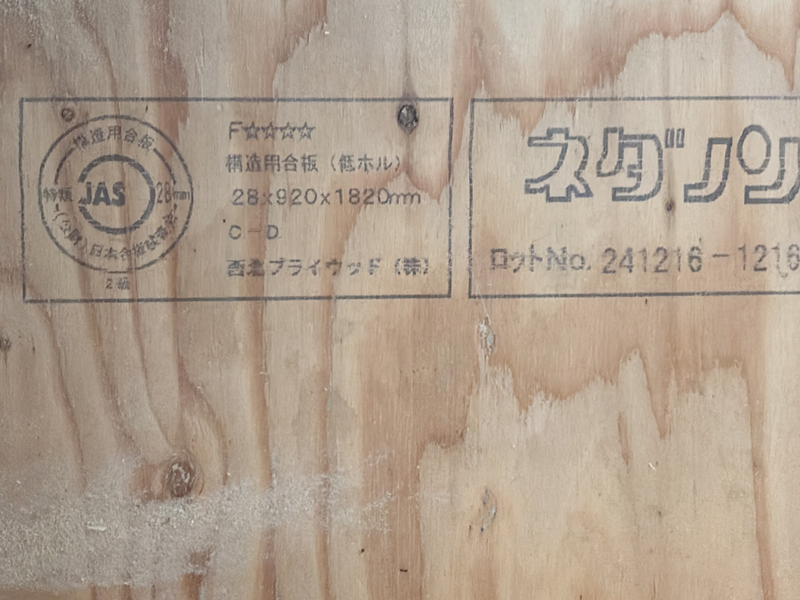 構造用合板
特類
JAS
28mm
2級
F☆☆☆☆
構造用合板（低ホル）
28×920×1820mm
C-D
西北プライウッド（株）
ネダノ
ロットNo. 241216-1216